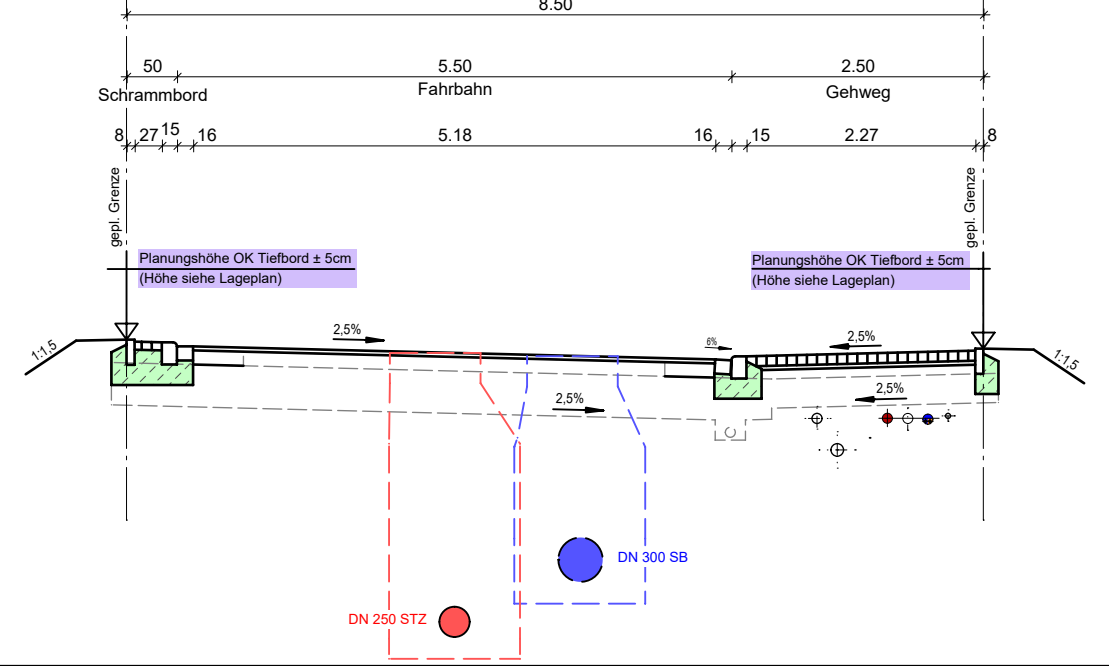 8.50
50 5.50 2.50
Schrammbord Fahrbahn Gehweg
8 27 15 16 5.18 16 15 2.27 8
gepl. Grenze gepl. Grenze
Planungshöhe OK Tiefbord ± 5cm
(Höhe siehe Lageplan)
Planungshöhe OK Tiefbord ± 5cm
(Höhe siehe Lageplan)
1:1,5 2,5% 6% 2,5% 1:1,5
2,5% 2,5%
DN 300 SB
DN 250 STZ